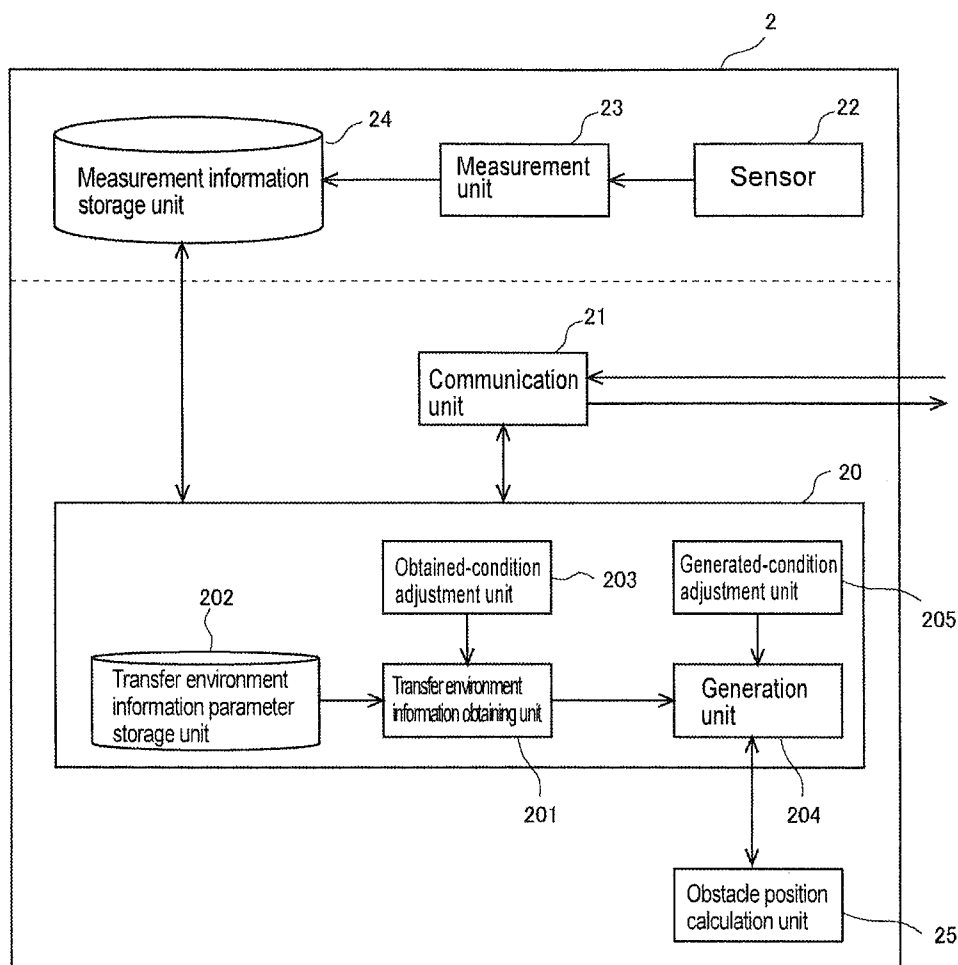 2
24
23
22
Measurement information
storage unit
Measurement
unit
Sensor
21
Communication
unit
20
Obtained-condition
adjustment unit
203
Generated-condition
adjustment unit
205
202
Transfer environment
information parameter
storage unit
Transfer environment
information obtaining unit
Generation
unit
201
204
Obstacle position
calculation unit
25